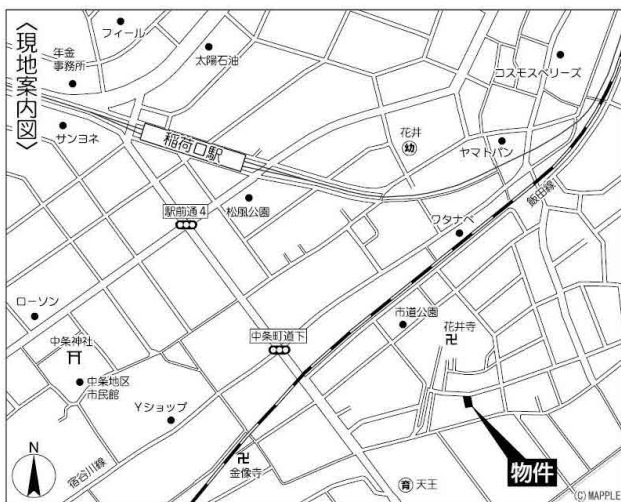 〈現地案内図〉
フィール
年金
事務所
太陽石油
コスモスベリーズ
サンヨネ
稲荷口駅
花井
幼
ヤマトパン
飯田線
駅前通4
松風公園
ワタナベ
ローソン
市道公園
花井寺
卍
中条神社
中条町道下
中条地区
市民館
Yショップ
物件
宿谷川線
卍
金像寺
育 天王
N
(C) MAPPLE